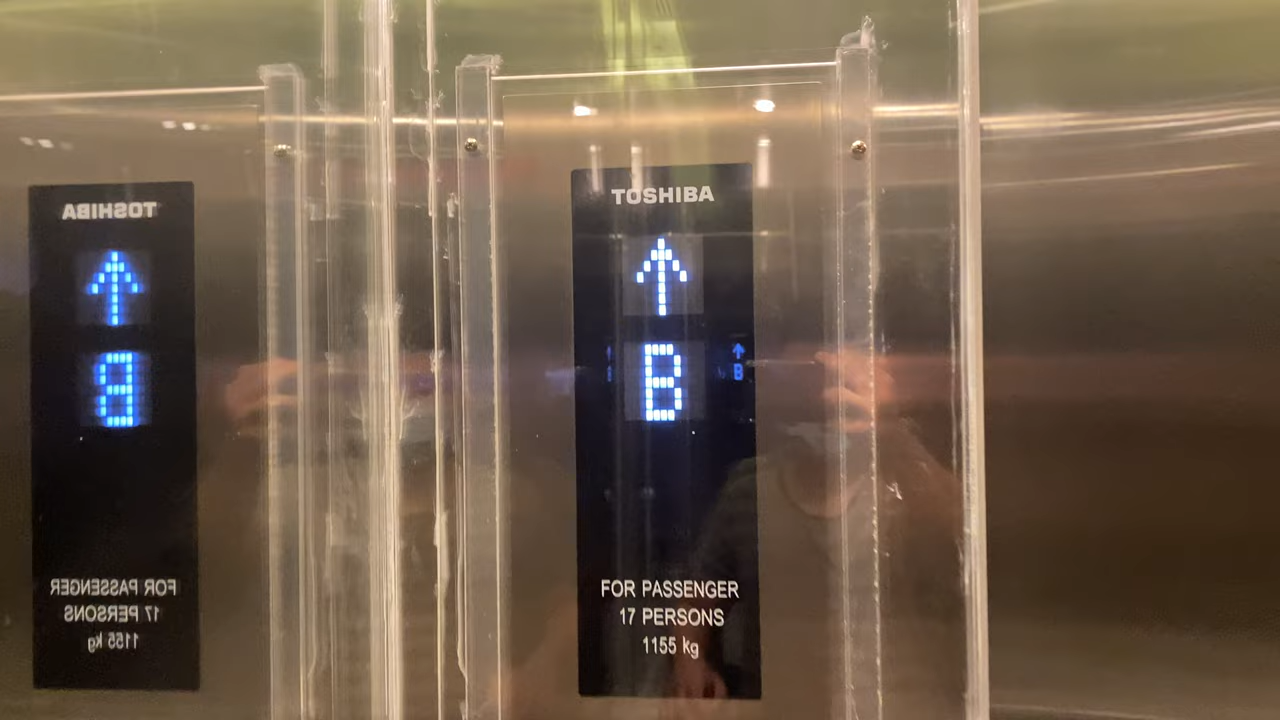 TOSHIBA
B
FOR PASSENGER
17 PERSONS
1155 kg
TOSHIBA
B
FOR PASSENGER
17 PERSONS
1155 kg